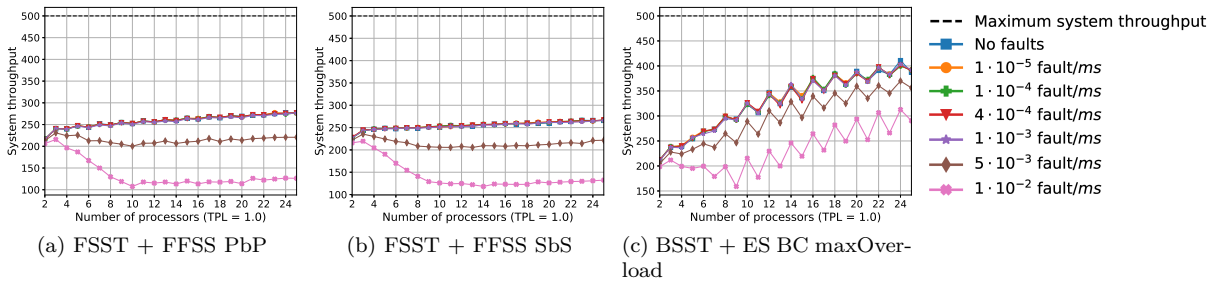 System throughput
500
450
400
350
300
250
200
150
100
2 4 6 8 10 12 14 16 18 20 22 24
Number of processors (TPL = 1.0)
(a) FSST + FFSS PbP
System throughput
500
450
400
350
300
250
200
150
100
2 4 6 8 10 12 14 16 18 20 22 24
Number of processors (TPL = 1.0)
(b) FSST + FFSS SbS
System throughput
500
450
400
350
300
250
200
150
2 4 6 8 10 12 14 16 18 20 22 24
Number of processors (TPL = 1.0)
(c) BSST + ES BC maxOver-
load
Maximum system throughput
No faults
1 · 10⁻⁵ fault/ms
1 · 10⁻⁴ fault/ms
4 · 10⁻⁴ fault/ms
1 · 10⁻³ fault/ms
5 · 10⁻³ fault/ms
1 · 10⁻² fault/ms